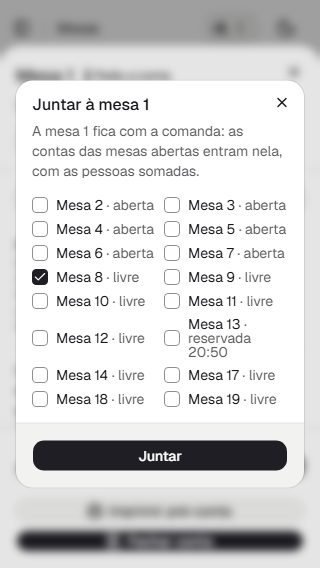 Juntar à mesa 1
A mesa 1 fica com a comanda: as
contas das mesas abertas entram nela,
com as pessoas somadas.
Mesa 2 · aberta
Mesa 3 · aberta
Mesa 4 · aberta
Mesa 5 · aberta
Mesa 6 · aberta
Mesa 7 · aberta
Mesa 8 · livre
Mesa 9 · livre
Mesa 10 · livre
Mesa 11 · livre
Mesa 12 · livre
Mesa 13 ·
reservada
20:50
Mesa 14 · livre
Mesa 17 · livre
Mesa 18 · livre
Mesa 19 · livre
Juntar